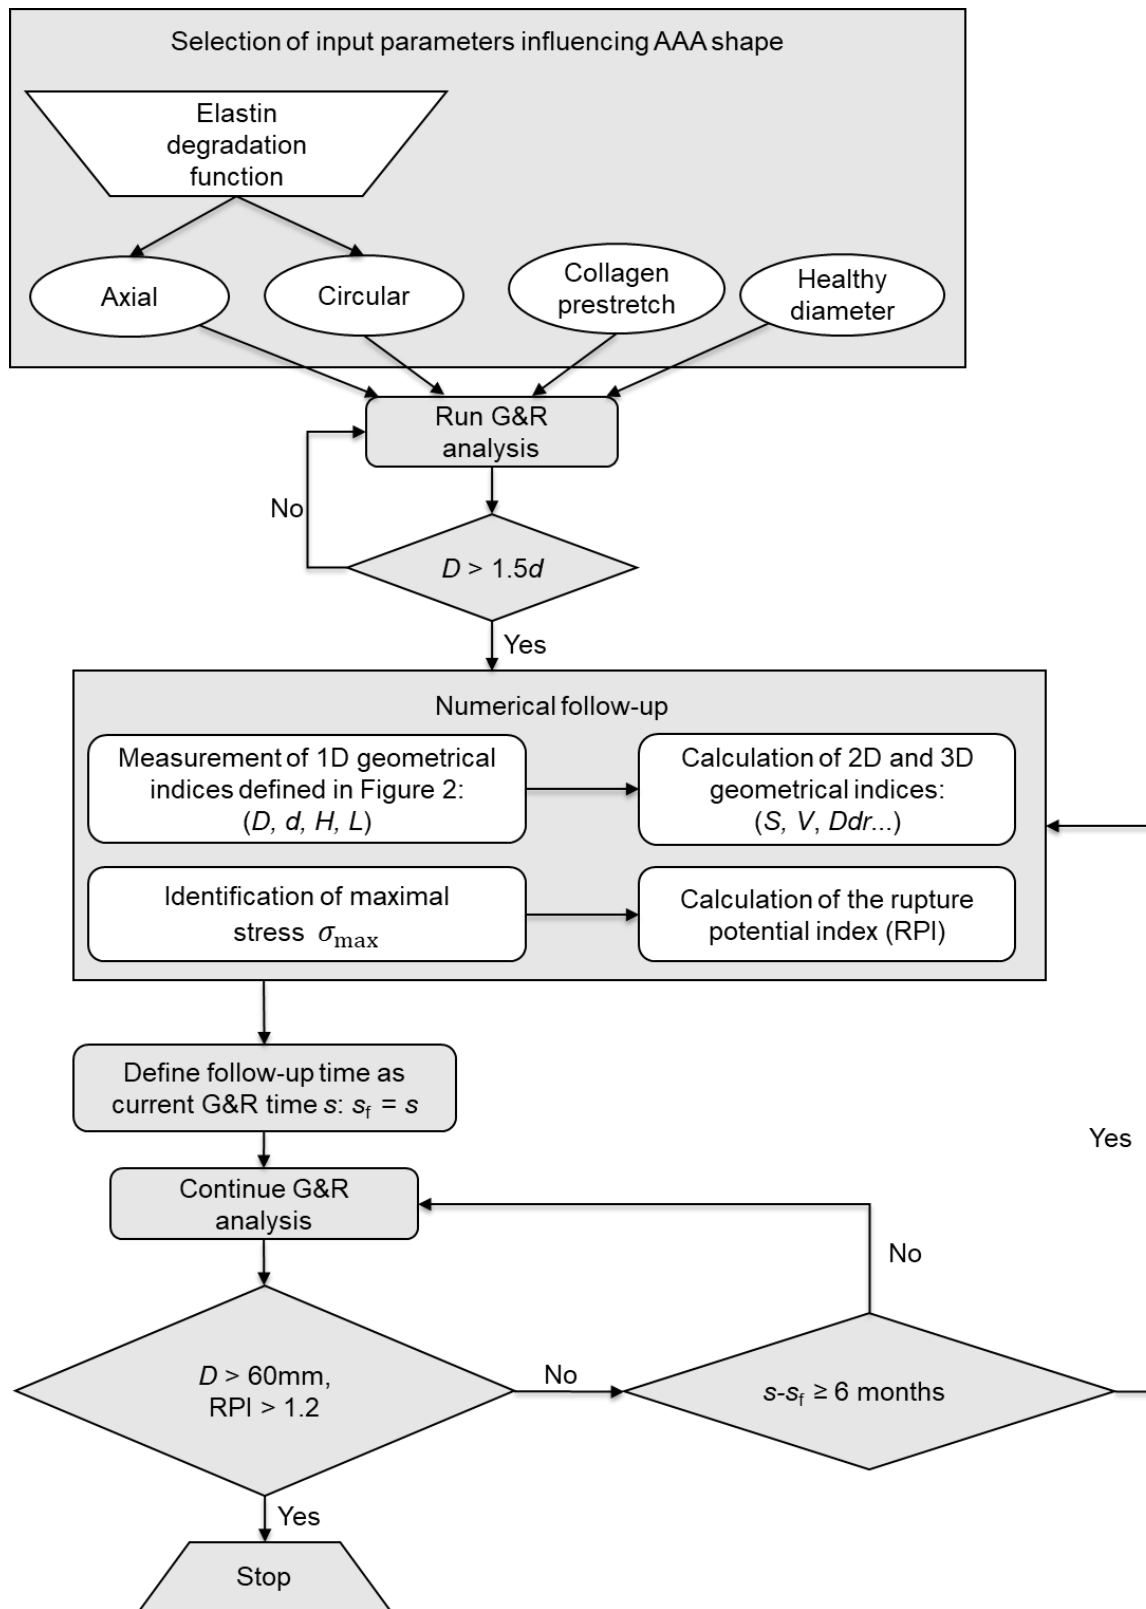 Selection of input parameters influencing AAA shape
Elastin
degradation
function
Axial
Circular
Collagen
prestretch
Healthy
diameter
Run G&R
analysis
No
D > 1.5d
Yes
Numerical follow-up
Measurement of 1D geometrical
indices defined in Figure 2:
(D, d, H, L)
Calculation of 2D and 3D
geometrical indices:
(S, V, Ddr...)
Identification of maximal
stress σmax
Calculation of the rupture
potential index (RPI)
Define follow-up time as
current G&R time s: sf = s
Yes
Continue G&R
analysis
No
D > 60mm,
RPI > 1.2
No
s-sf ≥ 6 months
Yes
Stop